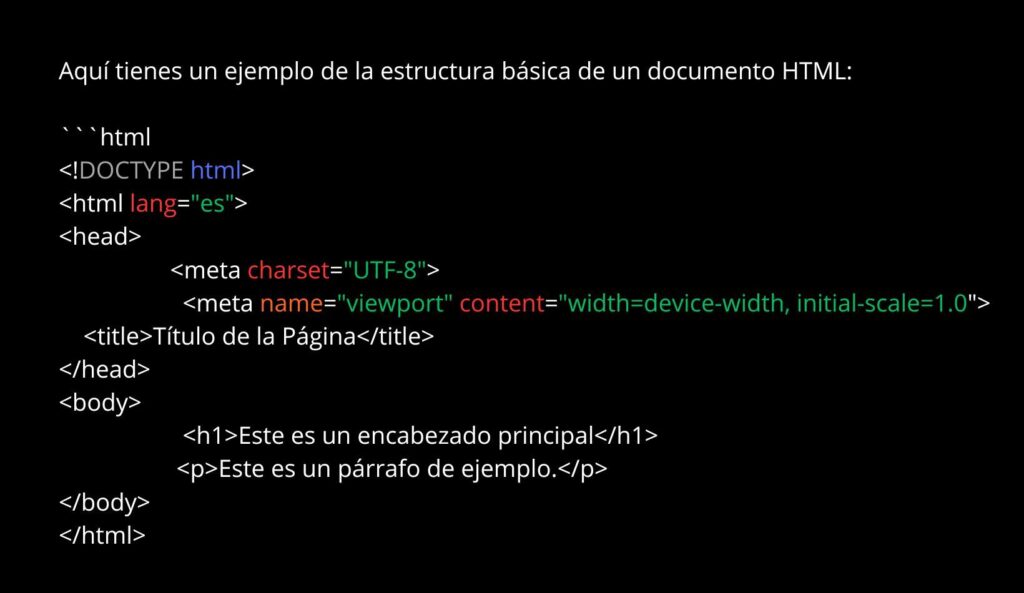 Aquí tienes un ejemplo de la estructura básica de un documento HTML:
```html
<!DOCTYPE html>
<html lang="es">
<head>
<meta charset="UTF-8">
<meta name="viewport" content="width=device-width, initial-scale=1.0">
<title>Título de la Página</title>
</head>
<body>
<h1>Este es un encabezado principal</h1>
<p>Este es un párrafo de ejemplo.</p>
</body>
</html>